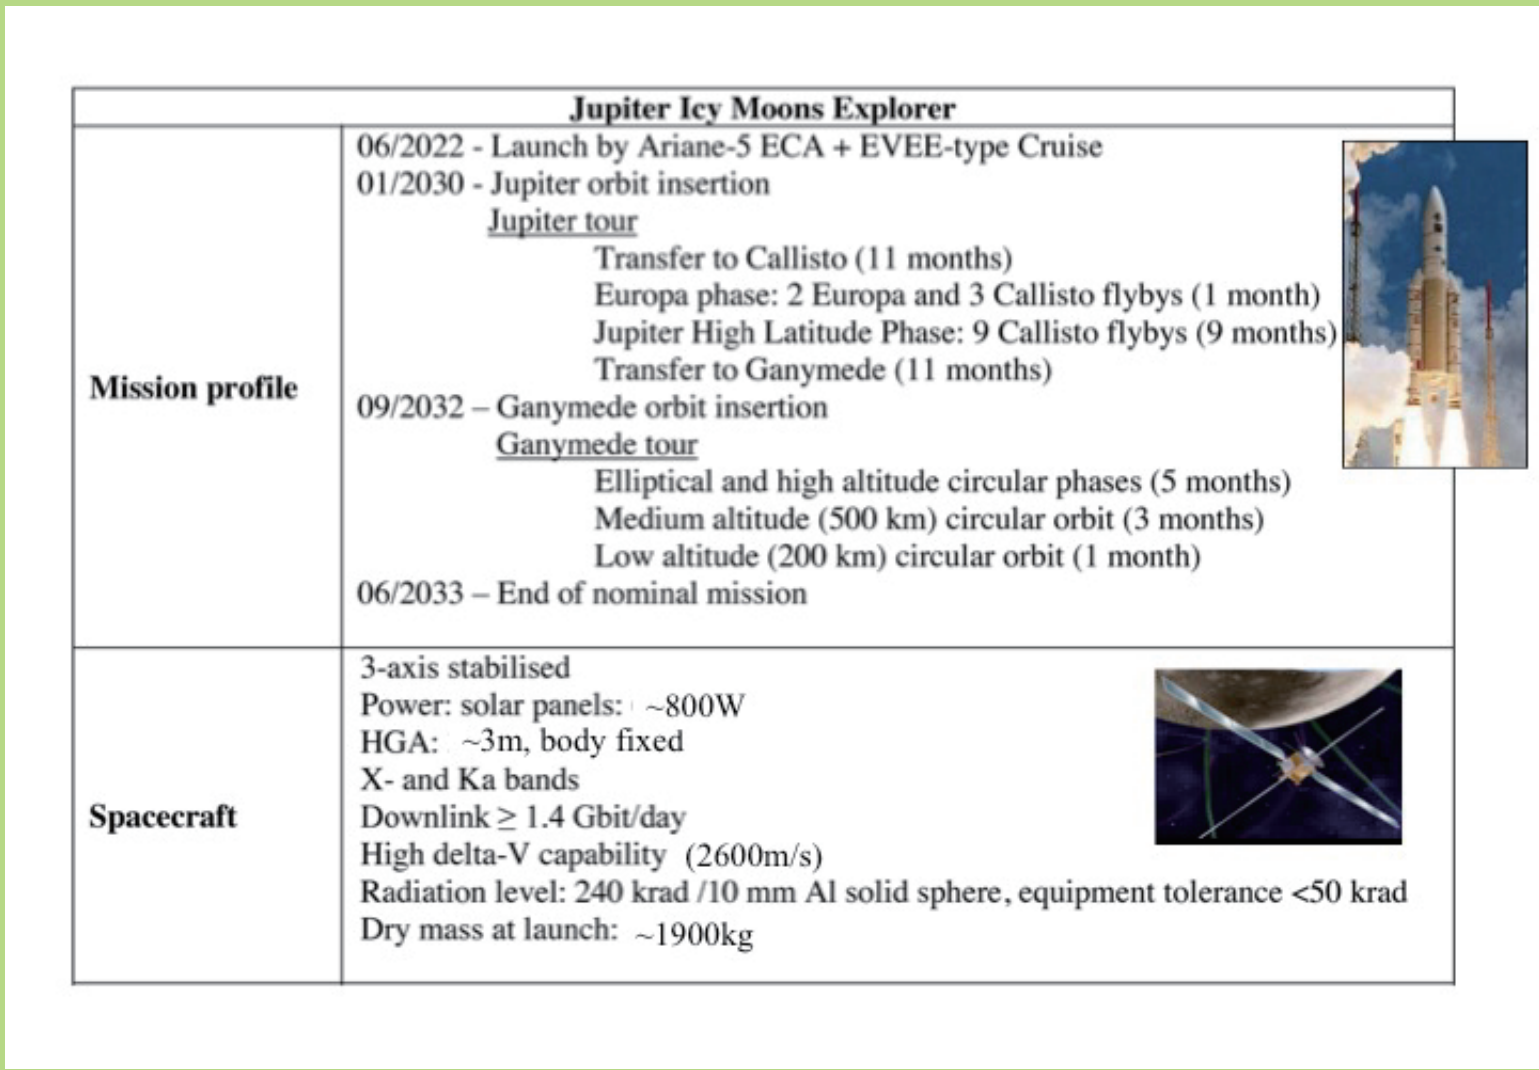 Jupiter Icy Moons Explorer
Mission profile
06/2022 - Launch by Ariane-5 ECA + EVEE-type Cruise
01/2030 - Jupiter orbit insertion
Jupiter tour
Transfer to Callisto (11 months)
Europa phase: 2 Europa and 3 Callisto flybys (1 month)
Jupiter High Latitude Phase: 9 Callisto flybys (9 months)
Transfer to Ganymede (11 months)
09/2032 – Ganymede orbit insertion
Ganymede tour
Elliptical and high altitude circular phases (5 months)
Medium altitude (500 km) circular orbit (3 months)
Low altitude (200 km) circular orbit (1 month)
06/2033 – End of nominal mission
Spacecraft
3-axis stabilised
Power: solar panels: ~800W
HGA: ~3m, body fixed
X- and Ka bands
Downlink ≥ 1.4 Gbit/day
High delta-V capability (2600m/s)
Radiation level: 240 krad /10 mm Al solid sphere, equipment tolerance <50 krad
Dry mass at launch: ~1900kg